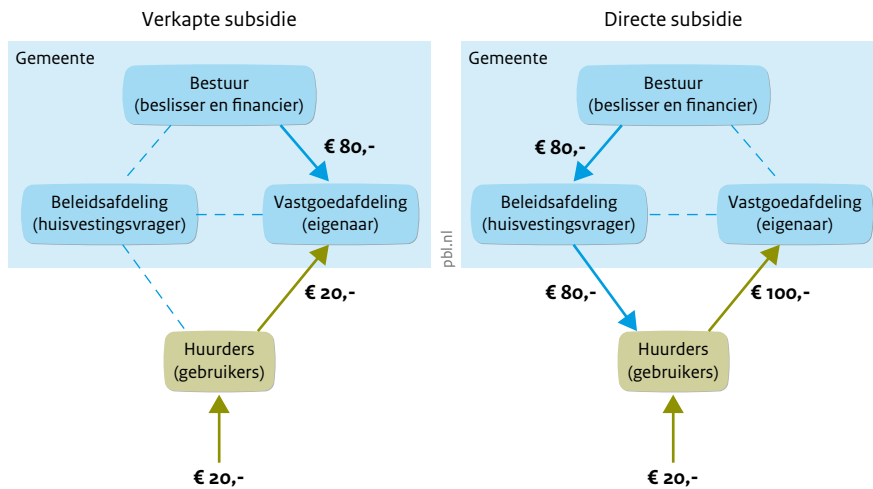 Verkapte subsidie
Gemeente
Bestuur
(beslisser en financier)
€ 80,-
Beleidsafdeling
(huisvestingsvrager)
Vastgoedafdeling
(eigenaar)
€ 20,-
Huurders
(gebruikers)
€ 20,-
pbl.nl
Directe subsidie
Gemeente
Bestuur
(beslisser en financier)
€ 80,-
Beleidsafdeling
(huisvestingsvrager)
Vastgoedafdeling
(eigenaar)
€ 80,-
€ 100,-
Huurders
(gebruikers)
€ 20,-